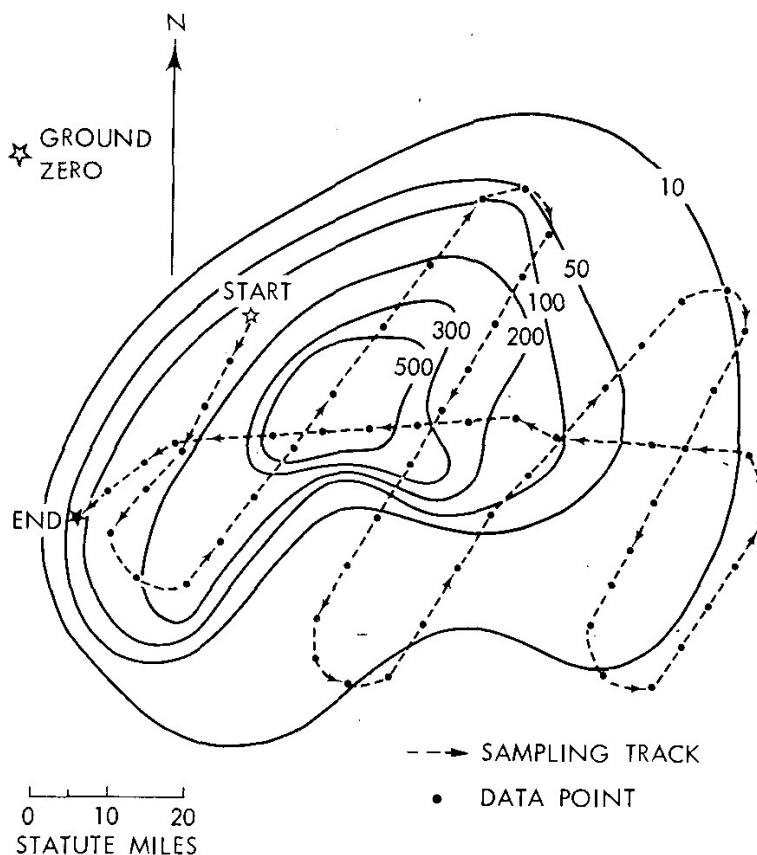 N
GROUND
ZERO
10
START
50
100
300
200
500
END
SAMPLING TRACK
DATA POINT
0 10 20
STATUTE MILES